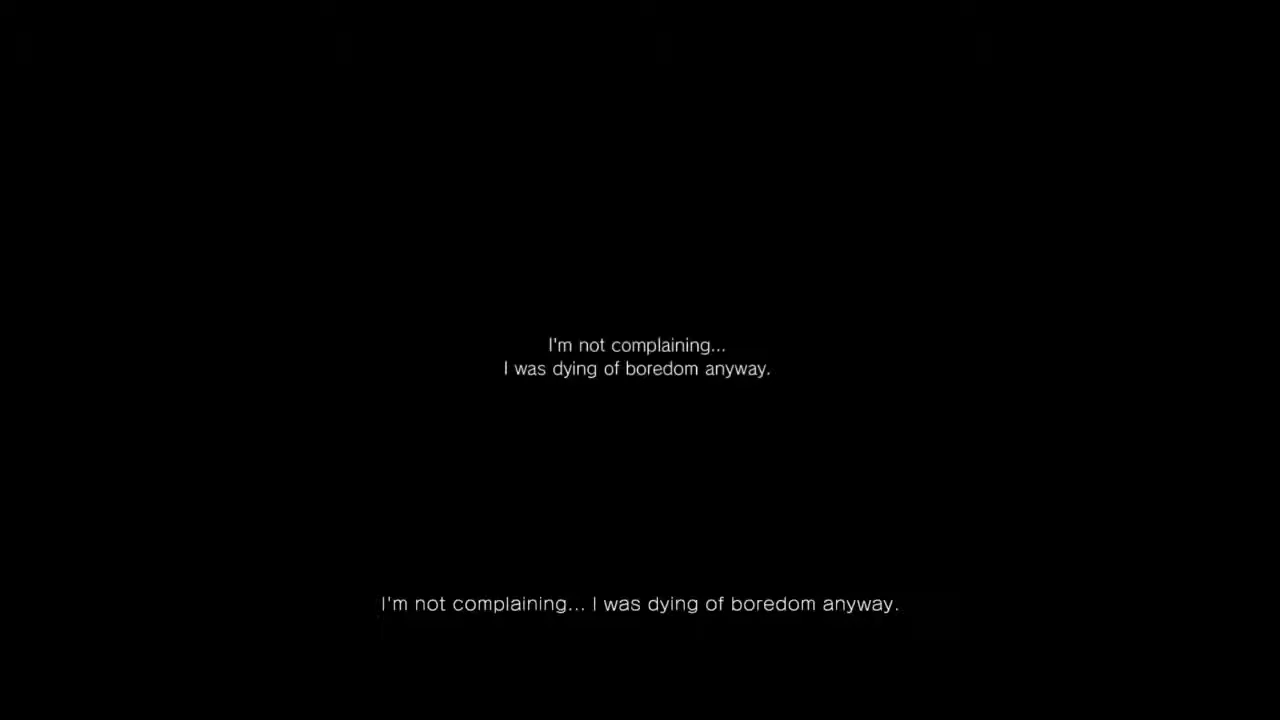 I'm not complaining...
I was dying of boredom anyway.
I'm not complaining... I was dying of boredom anyway.